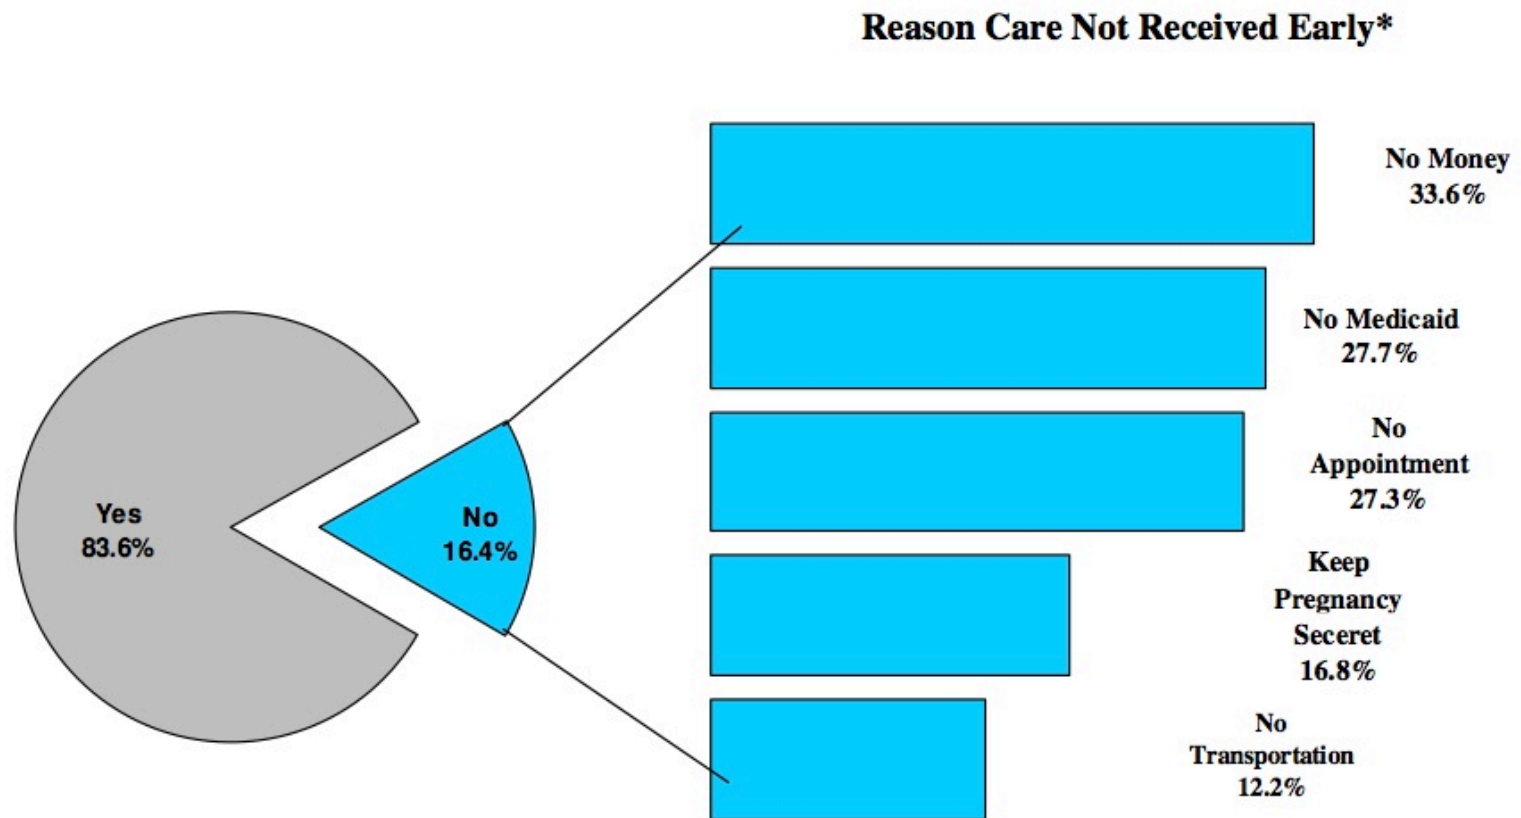 Reason Care Not Received Early*
No Money
33.6%
No Medicaid
27.7%
No
Appointment
27.3%
Keep
Pregnancy
Seceret
16.8%
No
Transportation
12.2%
Yes
83.6%
No
16.4%